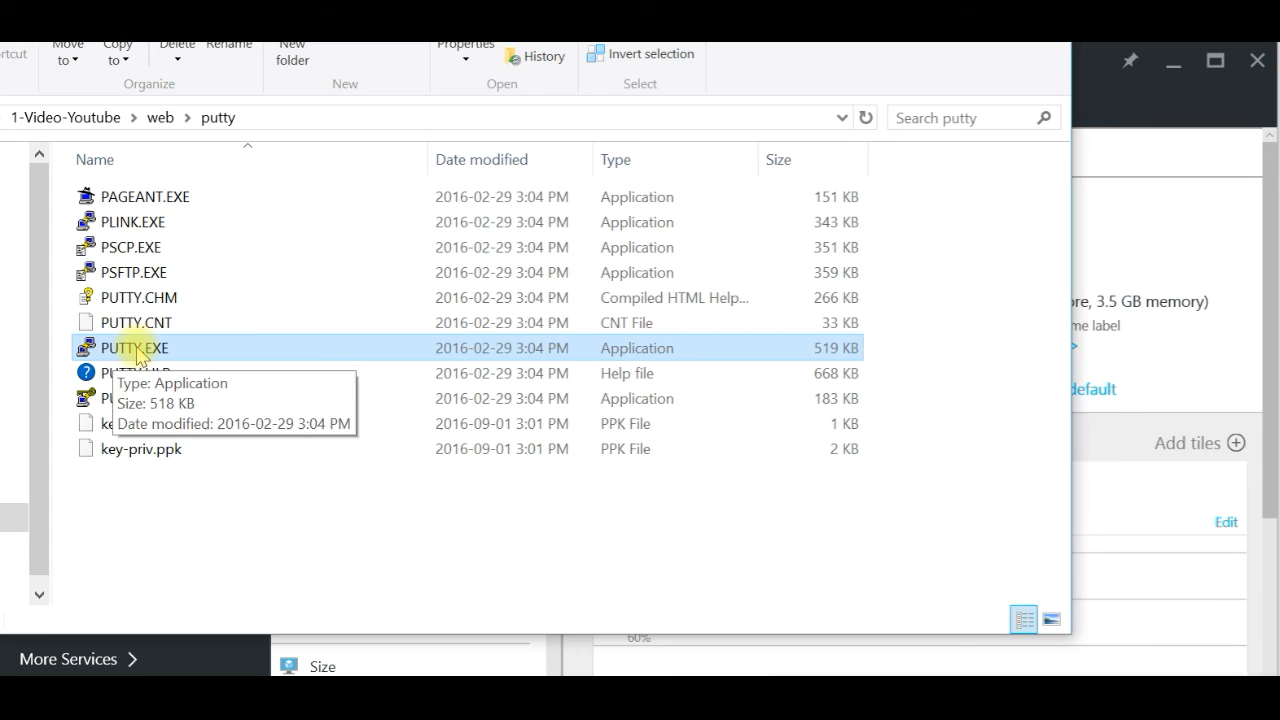 rtcut
Move to
Copy to
Delete
Rename
New folder
Properties
History
Invert selection
Organize
New
Open
Select
1-Video-Youtube
web
putty
Search putty
Name
Date modified
Type
Size
PAGEANT.EXE 2016-02-29 3:04 PM Application 151 KB
PLINK.EXE 2016-02-29 3:04 PM Application 343 KB
PSCP.EXE 2016-02-29 3:04 PM Application 351 KB
PSFTP.EXE 2016-02-29 3:04 PM Application 359 KB
PUTTY.CHM 2016-02-29 3:04 PM Compiled HTML Help... 266 KB
PUTTY.CNT 2016-02-29 3:04 PM CNT File 33 KB
PUTTY.EXE 2016-02-29 3:04 PM Application 519 KB
2016-02-29 3:04 PM Help file 668 KB
2016-02-29 3:04 PM Application 183 KB
2016-09-01 3:01 PM PPK File 1 KB
key-priv.ppk 2016-09-01 3:01 PM PPK File 2 KB
Type: Application
Size: 518 KB
Date modified: 2016-02-29 3:04 PM
re, 3.5 GB memory)
me label
default
Add tiles
Edit
60%
More Services
Size